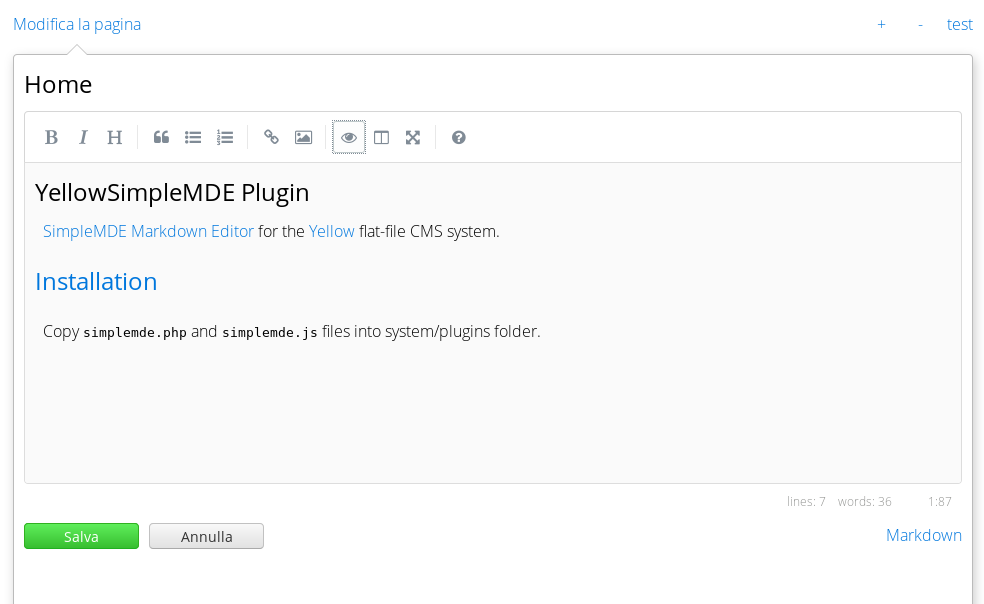 Modifica la pagina + - test
Home
B I H
YellowSimpleMDE Plugin
SimpleMDE Markdown Editor for the Yellow flat-file CMS system.
Installation
Copy simplemde.php and simplemde.js files into system/plugins folder.
lines: 7 words: 36 1:87
Salva Annulla Markdown